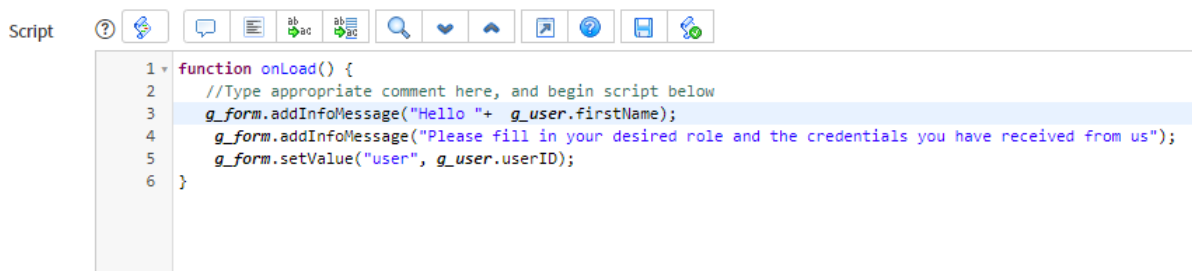 Script
1 function onLoad() {
2 //Type appropriate comment here, and begin script below
3 g_form.addInfoMessage("Hello "+ g_user.firstName);
4 g_form.addInfoMessage("Please fill in your desired role and the credentials you have received from us");
5 g_form.setValue("user", g_user.userID);
6 }